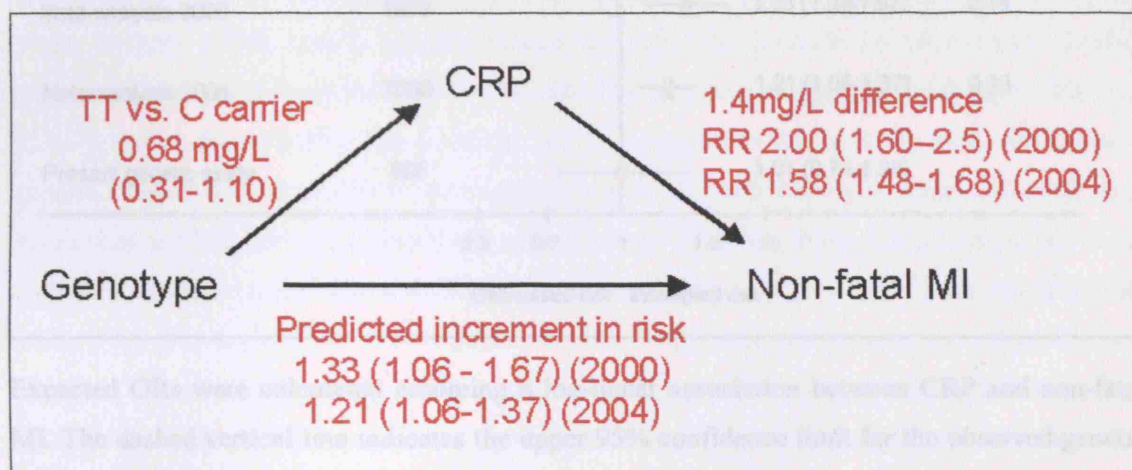 CRP
TT vs. C carrier
0.68 mg/L
(0.31-1.10)
1.4mg/L difference
RR 2.00 (1.60–2.5) (2000)
RR 1.58 (1.48-1.68) (2004)
Genotype
Non-fatal MI
Predicted increment in risk
1.33 (1.06 - 1.67) (2000)
1.21 (1.06-1.37) (2004)
Expected ORs were calculated assuming a log-linear association between CRP and non-fatal
MI. The dashed vertical line indicates the upper 95% confidence limit for the observed